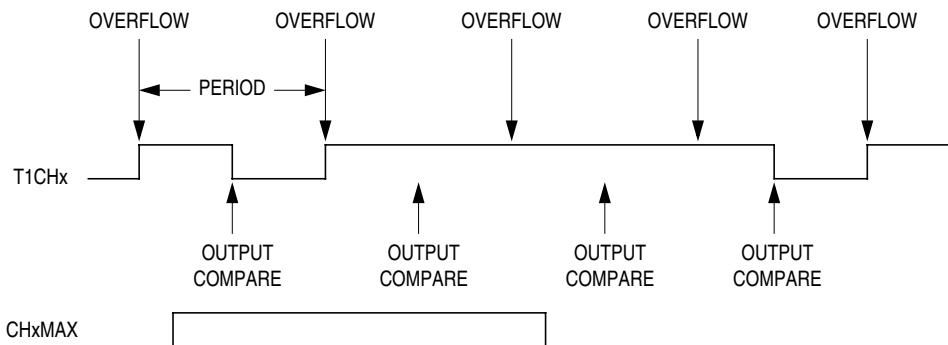 OVERFLOW OVERFLOW OVERFLOW OVERFLOW OVERFLOW
PERIOD
T1CHx
OUTPUT OUTPUT OUTPUT OUTPUT
COMPARE COMPARE COMPARE COMPARE
CHxMAX